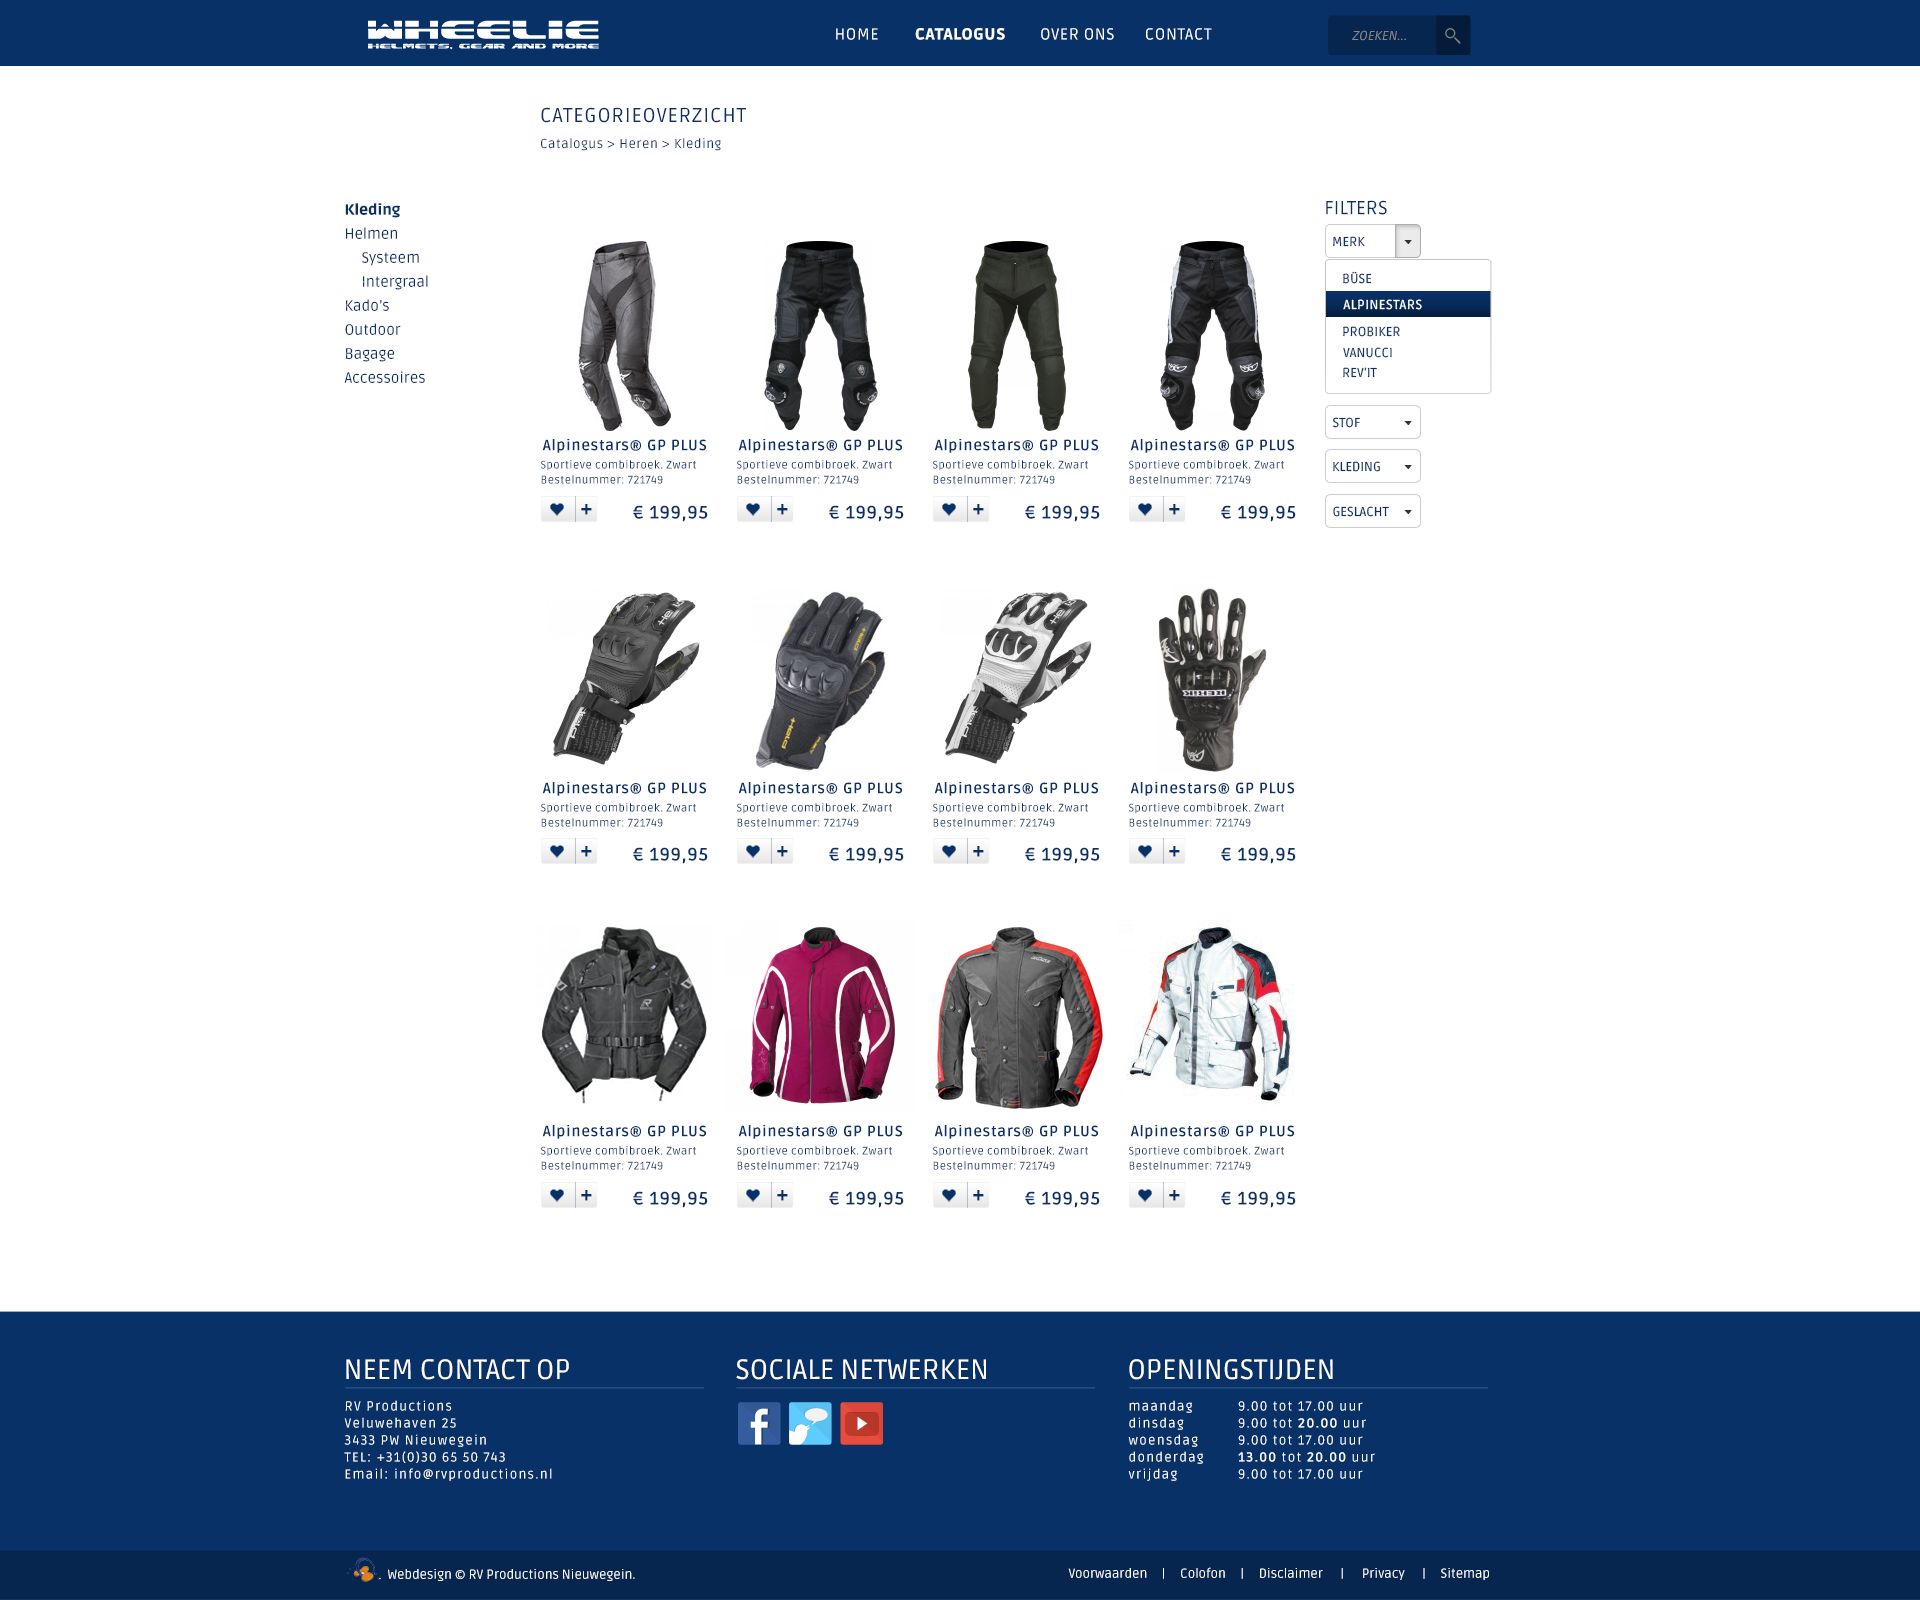 WHEELIE
HELMETS, GEAR AND MORE
HOME CATALOGUS OVER ONS CONTACT
ZOEKEN...
CATEGORIEOVERZICHT
Catalogus > Heren > Kleding
Kleding
Helmen
Systeem
Intergraal
Kado's
Outdoor
Bagage
Accessoires
FILTERS
MERK
BÜSE
ALPINESTARS
PROBIKER
VANUCCI
REV'IT
STOF
KLEDING
GESLACHT
Alpinestars® GP PLUS Alpinestars® GP PLUS Alpinestars® GP PLUS Alpinestars® GP PLUS
Sportieve combibroek. Zwart Sportieve combibroek. Zwart Sportieve combibroek. Zwart Sportieve combibroek. Zwart
Bestelnummer: 721749 Bestelnummer: 721749 Bestelnummer: 721749 Bestelnummer: 721749
+ € 199,95 + € 199,95 + € 199,95 + € 199,95
Alpinestars® GP PLUS Alpinestars® GP PLUS Alpinestars® GP PLUS Alpinestars® GP PLUS
Sportieve combibroek. Zwart Sportieve combibroek. Zwart Sportieve combibroek. Zwart Sportieve combibroek. Zwart
Bestelnummer: 721749 Bestelnummer: 721749 Bestelnummer: 721749 Bestelnummer: 721749
+ € 199,95 + € 199,95 + € 199,95 + € 199,95
Alpinestars® GP PLUS Alpinestars® GP PLUS Alpinestars® GP PLUS Alpinestars® GP PLUS
Sportieve combibroek. Zwart Sportieve combibroek. Zwart Sportieve combibroek. Zwart Sportieve combibroek. Zwart
Bestelnummer: 721749 Bestelnummer: 721749 Bestelnummer: 721749 Bestelnummer: 721749
+ € 199,95 + € 199,95 + € 199,95 + € 199,95
NEEM CONTACT OP
RV Productions
Veluwehaven 25
3433 PW Nieuwegein
TEL: +31(0)30 65 50 743
Email: info@rvproductions.nl
SOCIALE NETWERKEN
OPENINGSTIJDEN
maandag 9.00 tot 17.00 uur
dinsdag 9.00 tot 20.00 uur
woensdag 9.00 tot 17.00 uur
donderdag 13.00 tot 20.00 uur
vrijdag 9.00 tot 17.00 uur
. Webdesign © RV Productions Nieuwegein.
Voorwaarden | Colofon | Disclaimer | Privacy | Sitemap